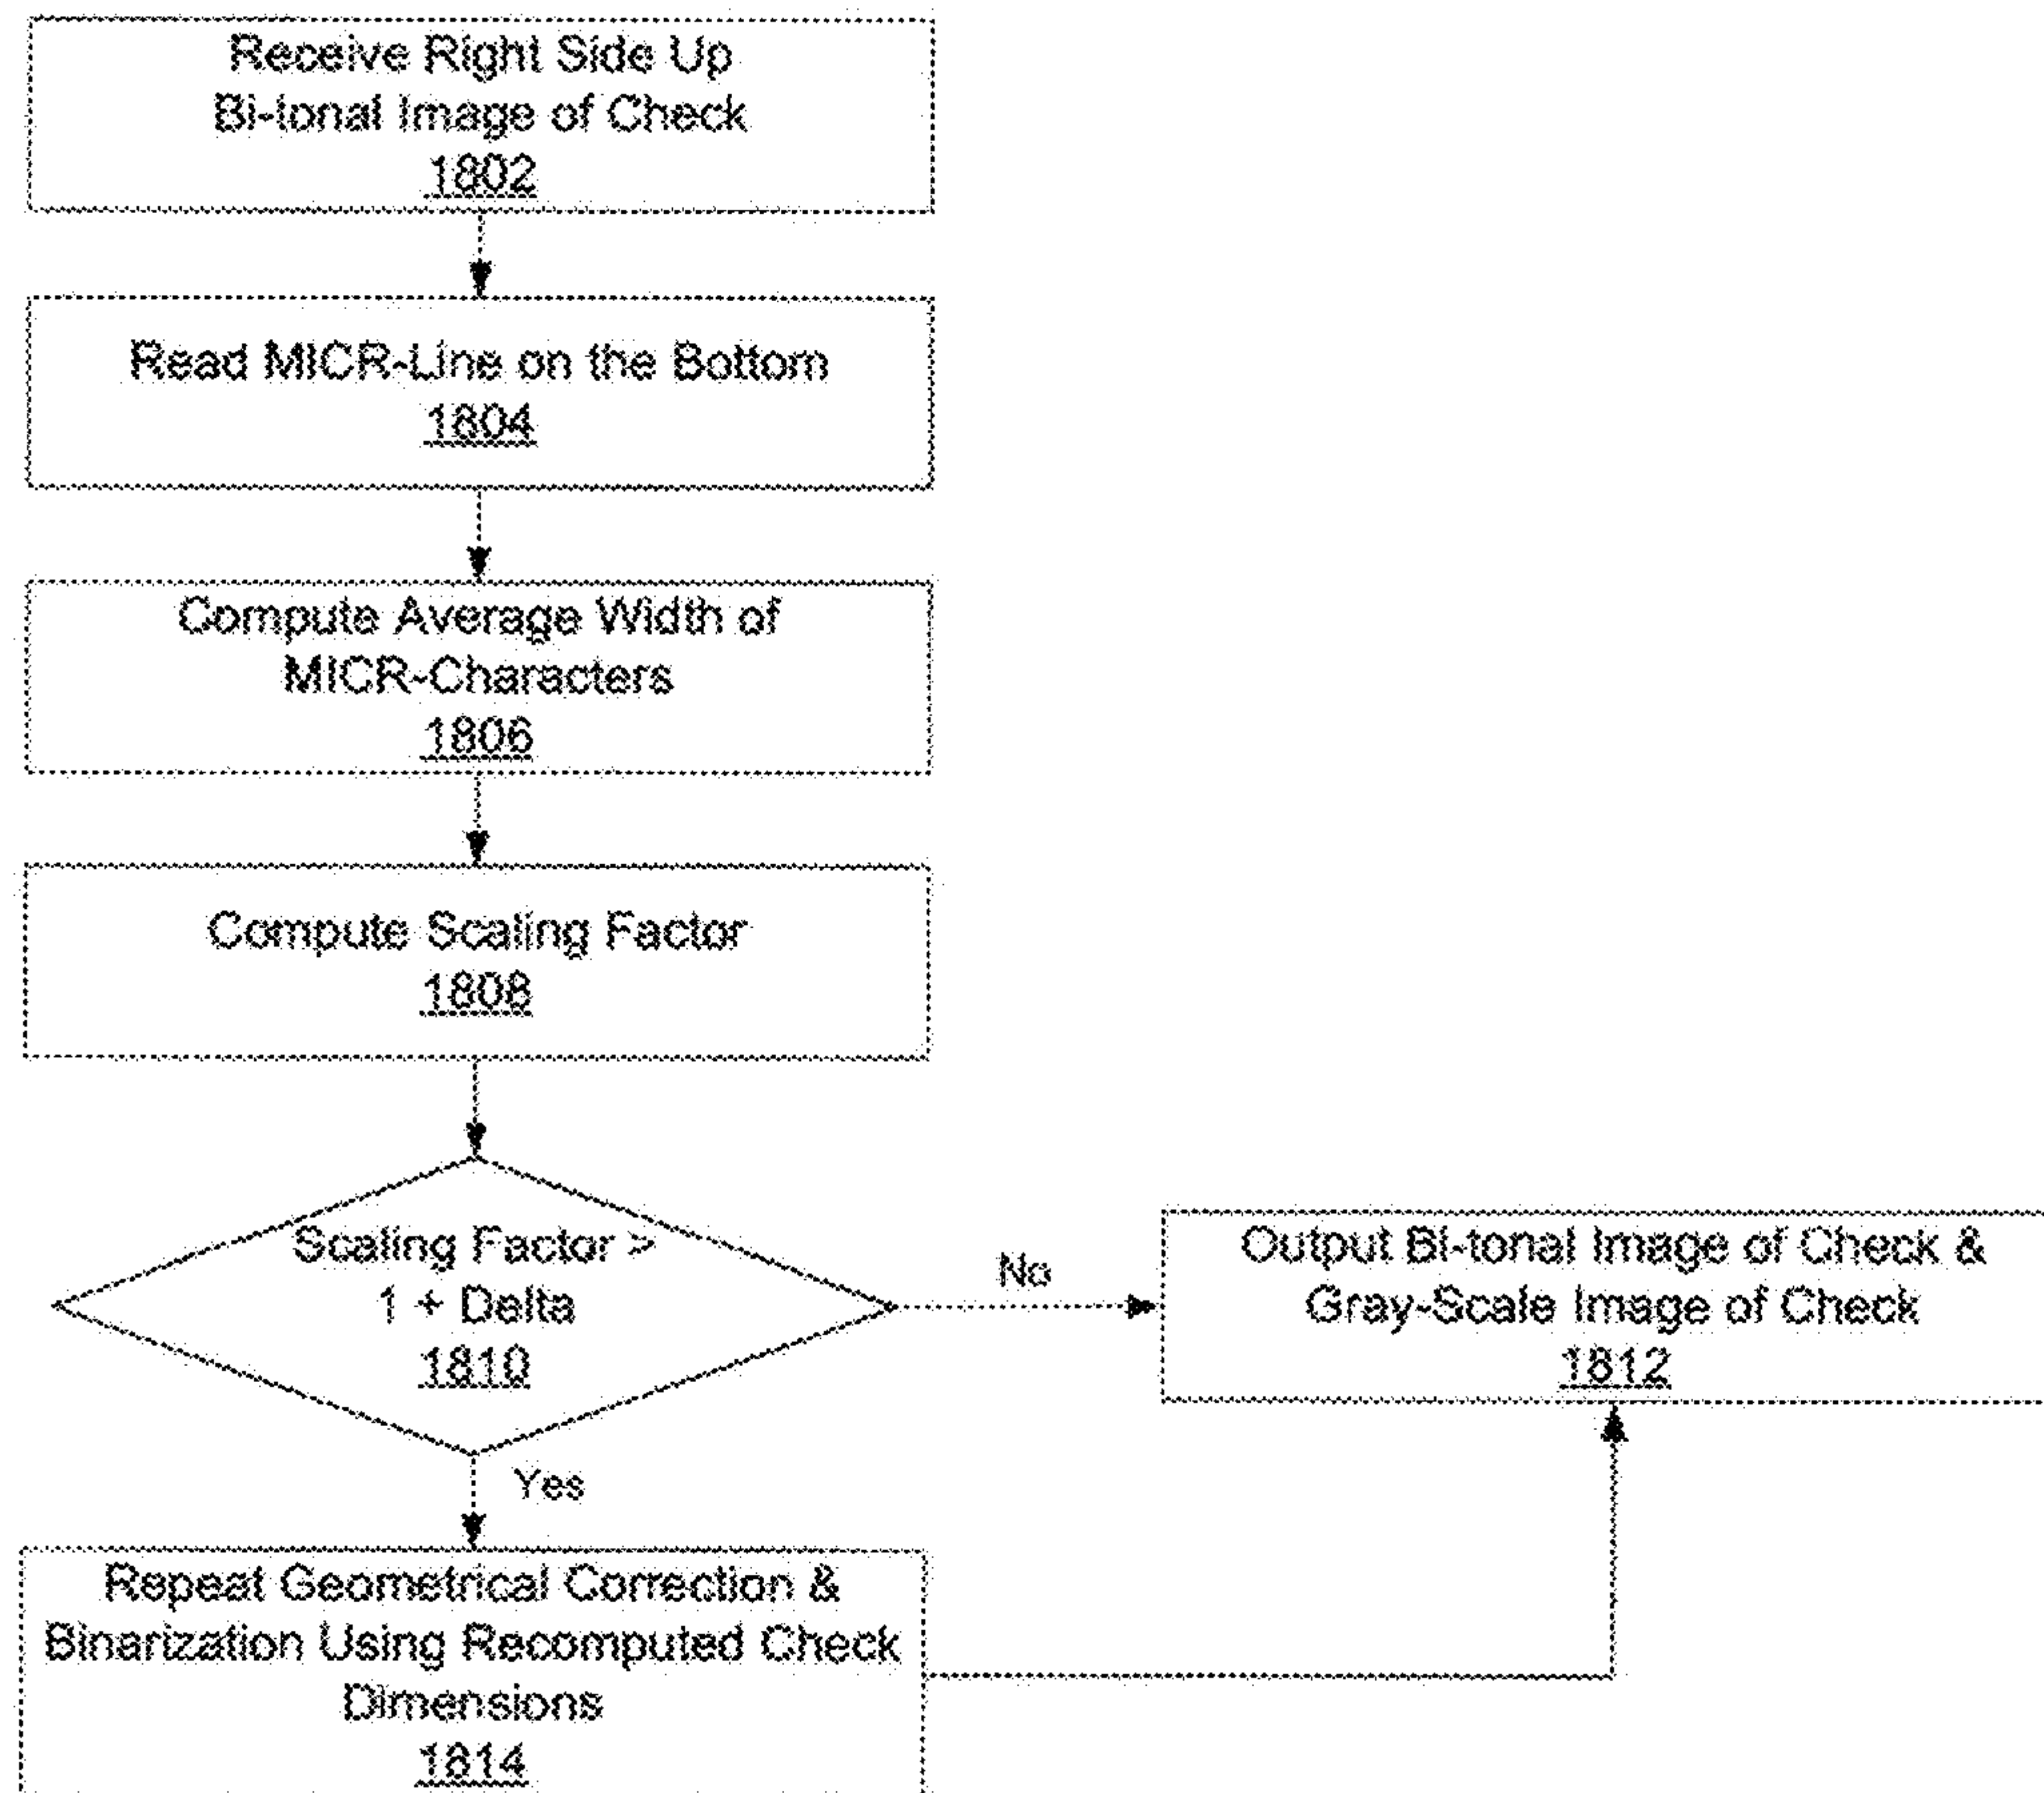 Receive Right Side Up
Bi-tonal Image of Check
1802
Read MICR-Line on the Bottom
1804
Compute Average Width of
MICR-Characters
1806
Compute Scaling Factor
1808
Scaling Factor >
1 + Delta
1810
No
Output Bi-tonal Image of Check &
Gray-Scale Image of Check
1812
Yes
Repeat Geometrical Correction &
Binarization Using Recomputed Check
Dimensions
1814